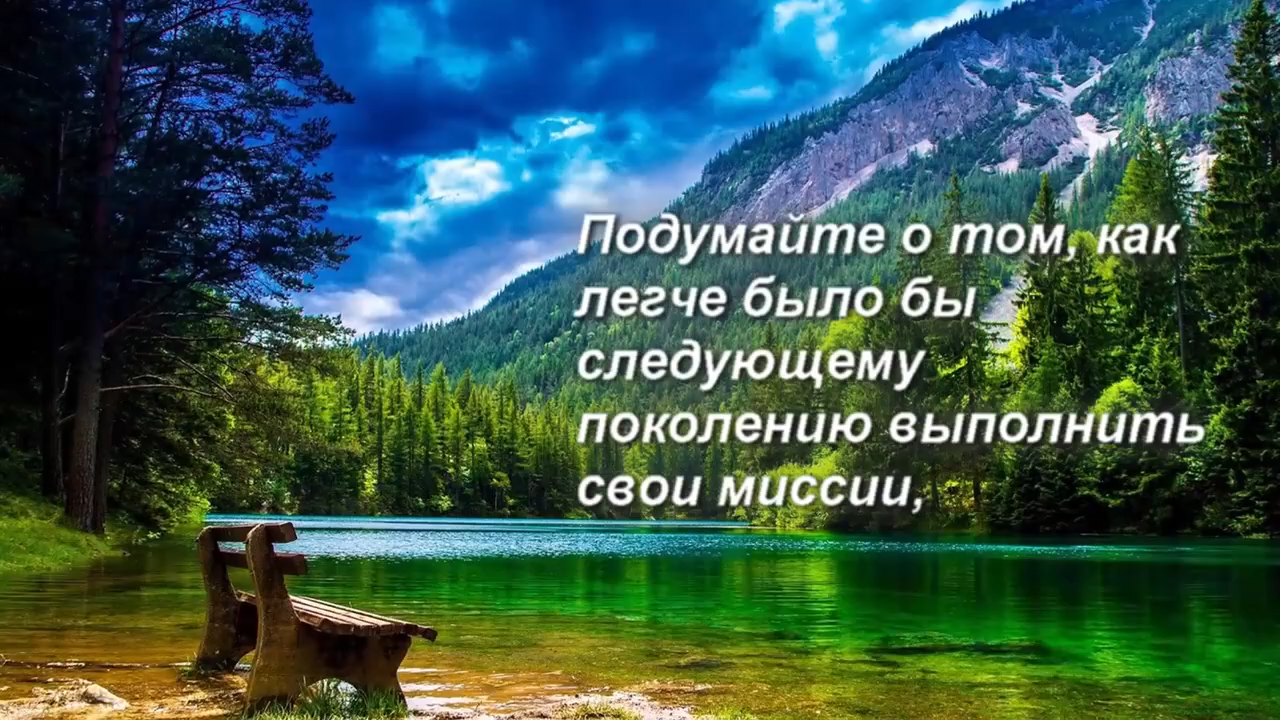 Подумайте о том, как
легче было бы
следующему
поколению выполнить
свои миссии,